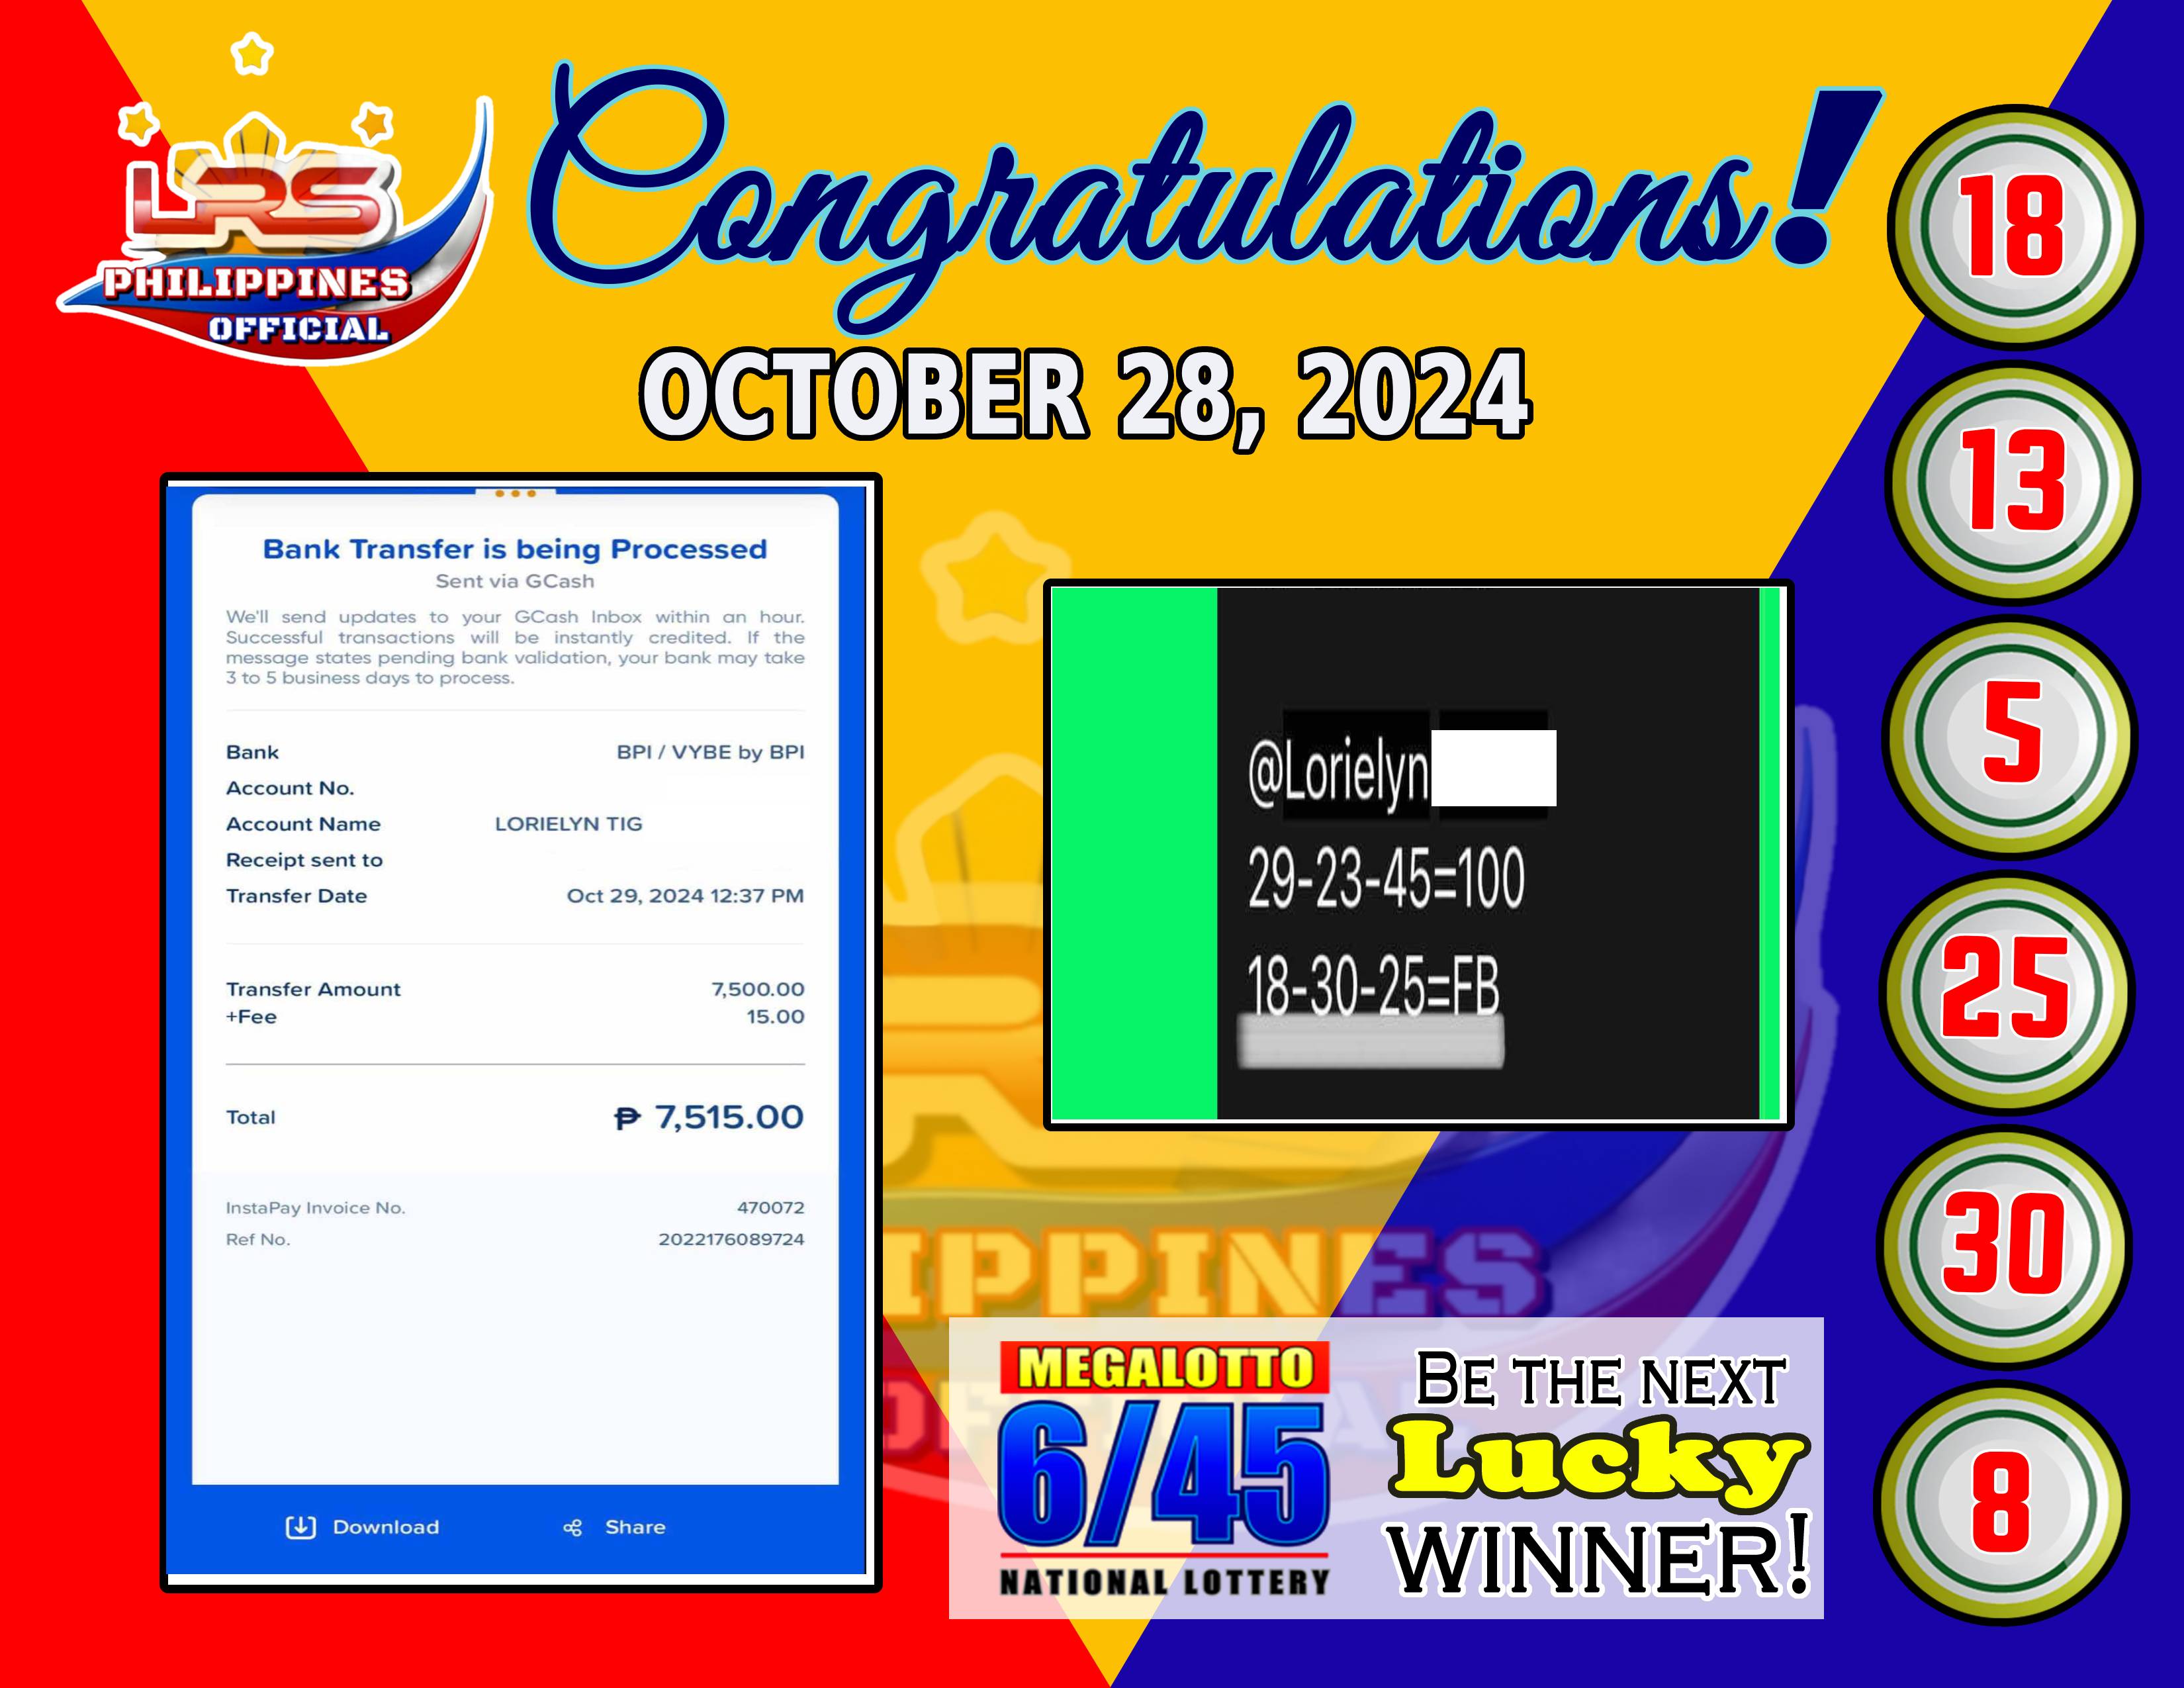 LRS
PHILIPPINES
OFFICIAL
Congratulations!
OCTOBER 28, 2024
Bank Transfer is being Processed
Sent via GCash
We'll send updates to your GCash Inbox within an hour.
Successful transactions will be instantly credited. If the
message states pending bank validation, your bank may take
3 to 5 business days to process.
Bank BPI / VYBE by BPI
Account No.
Account Name LORIELYN TIG
Receipt sent to
Transfer Date Oct 29, 2024 12:37 PM
Transfer Amount 7,500.00
+Fee 15.00
Total ₱ 7,515.00
InstaPay Invoice No. 470072
Ref No. 2022176089724
Download Share
@Lorielyn
29-23-45=100
18-30-25=FB
IPPINES
MEGALOTTO
6/45
NATIONAL LOTTERY
BE THE NEXT
Lucky
WINNER!
18
13
5
25
30
8